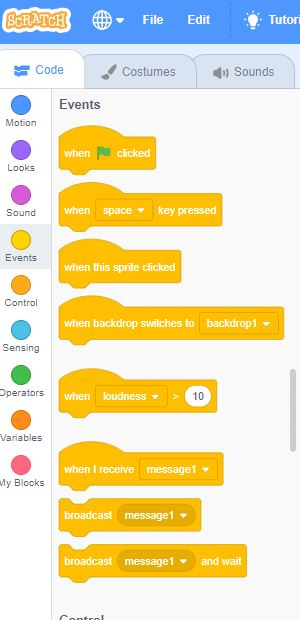 SCRATCH File Edit Tutori
Code Costumes Sounds
Events
Motion
Looks
Sound
Events
Control
Sensing
Operators
Variables
My Blocks
when clicked
when space key pressed
when this sprite clicked
when backdrop switches to backdrop1
when loudness > 10
when I receive message1
broadcast message1
broadcast message1 and wait
Control